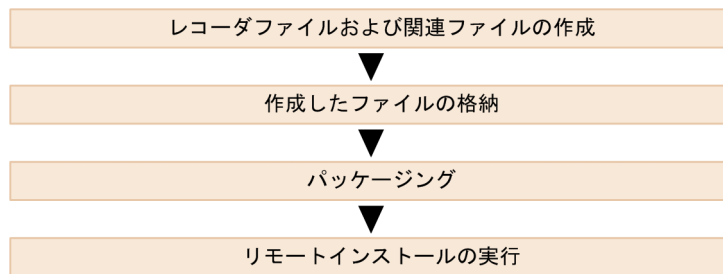 レコーダファイルおよび関連ファイルの作成
作成したファイルの格納
パッケージング
リモートインストールの実行